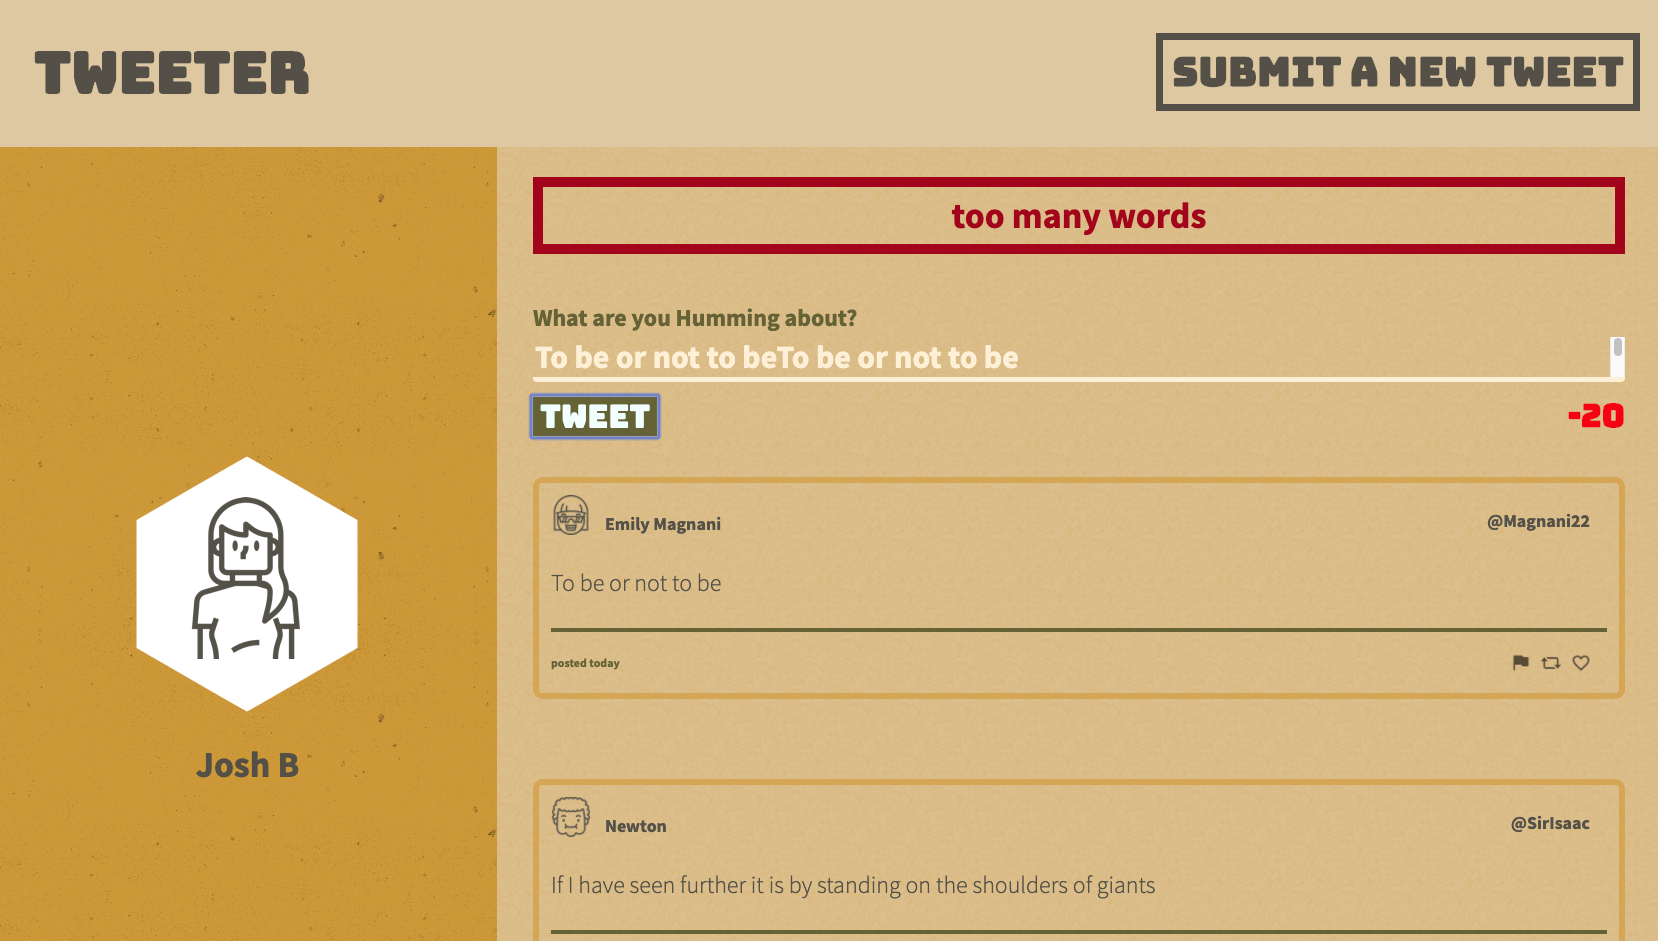 TWEETER
SUBMIT A NEW TWEET
too many words
What are you Humming about?
To be or not to beTo be or not to be
TWEET
-20
Emily Magnani
@Magnani22
To be or not to be
posted today
Josh B
Newton
@SirIsaac
If I have seen further it is by standing on the shoulders of giants